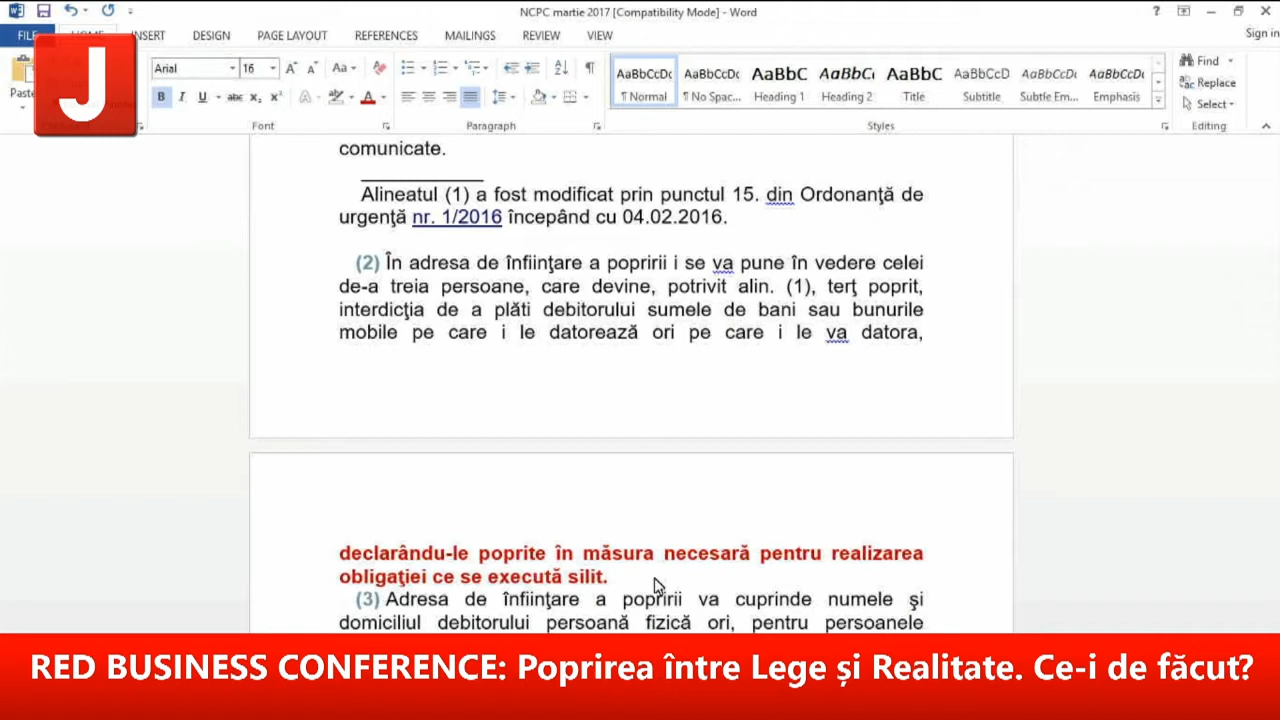 NCPC martie 2017 [Compatibility Mode] - Word
?
Sign in
FILE HOME INSERT DESIGN PAGE LAYOUT REFERENCES MAILINGS REVIEW VIEW
J
Paste
Arial 16 Aa
B I U abc X₂ X² A A
Font
Paragraph
AaBbCcDc AaBbCcDc AaBbC AaBbCc AaBbC AaBbCcD AaBbCcDc AaBbCcDc
¶ Normal ¶ No Spac... Heading 1 Heading 2 Title Subtitle Subtle Em... Emphasis
Styles
Find
Replace
Select
Editing
comunicate.
Alineatul (1) a fost modificat prin punctul 15. din Ordonanţă de
urgenţă nr. 1/2016 începând cu 04.02.2016.
(2) În adresa de înfiinţare a popririi i se va pune în vedere celei
de-a treia persoane, care devine, potrivit alin. (1), terţ poprit,
interdicţia de a plăti debitorului sumele de bani sau bunurile
mobile pe care i le datorează ori pe care i le va datora,
declarându-le poprite în măsura necesară pentru realizarea
obligaţiei ce se execută silit.
(3) Adresa de înfiinţare a popririi va cuprinde numele şi
domiciliul debitorului persoană fizică ori, pentru persoanele
RED BUSINESS CONFERENCE: Poprirea între Lege și Realitate. Ce-i de făcut?